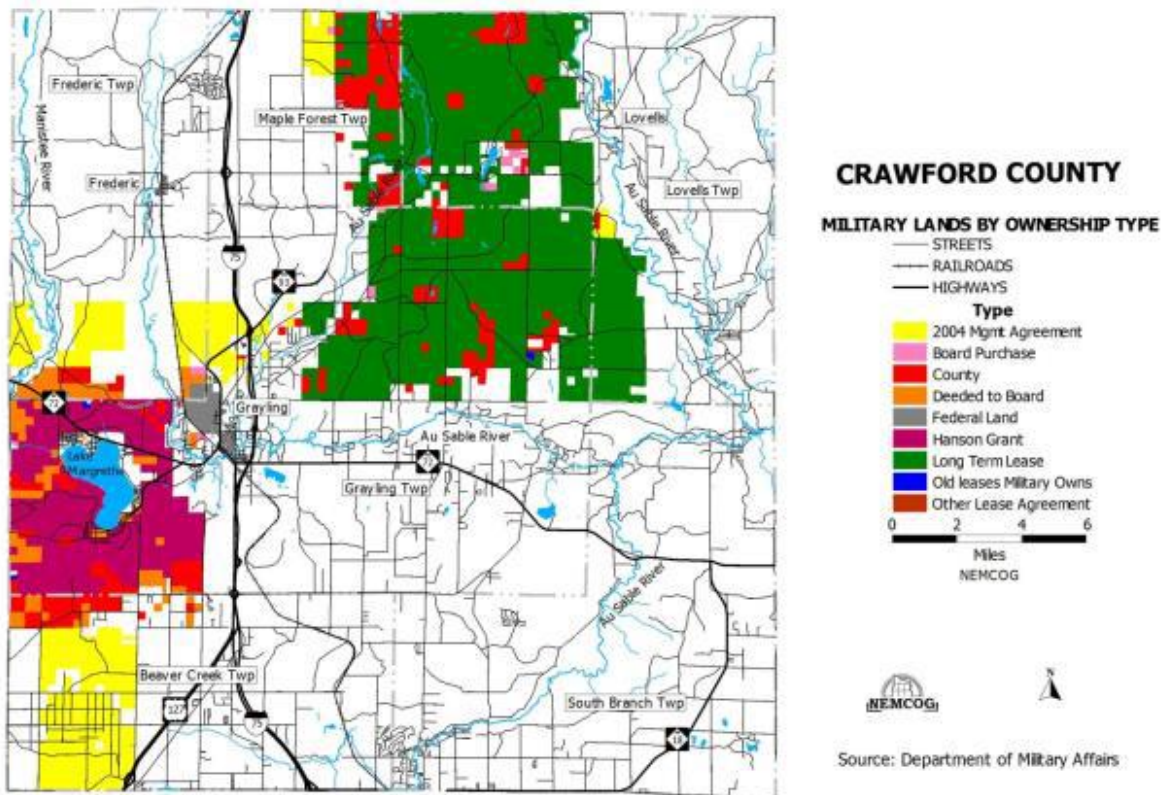 CRAWFORD COUNTY
MILITARY LANDS BY OWNERSHIP TYPE
STREETS
RAILROADS
HIGHWAYS
Type
2004 Mgmt Agreement
Board Purchase
County
Deeded to Board
Federal Land
Hanson Grant
Long Term Lease
Old leases Military Owns
Other Lease Agreement
0 2 4 6
Miles
NEMCOG
NEMCOG
N
Source: Department of Military Affairs
Frederic Twp
Manistee River
Maple Forest Twp
Lovells
Frederic
Lovells Twp
Au Sable River
Au Sable River
75
93
72
Grayling
Lake
Margrethe
Au Sable River
72
Grayling Twp
Au Sable River
Beaver Creek Twp
127
75
South Branch Twp
18